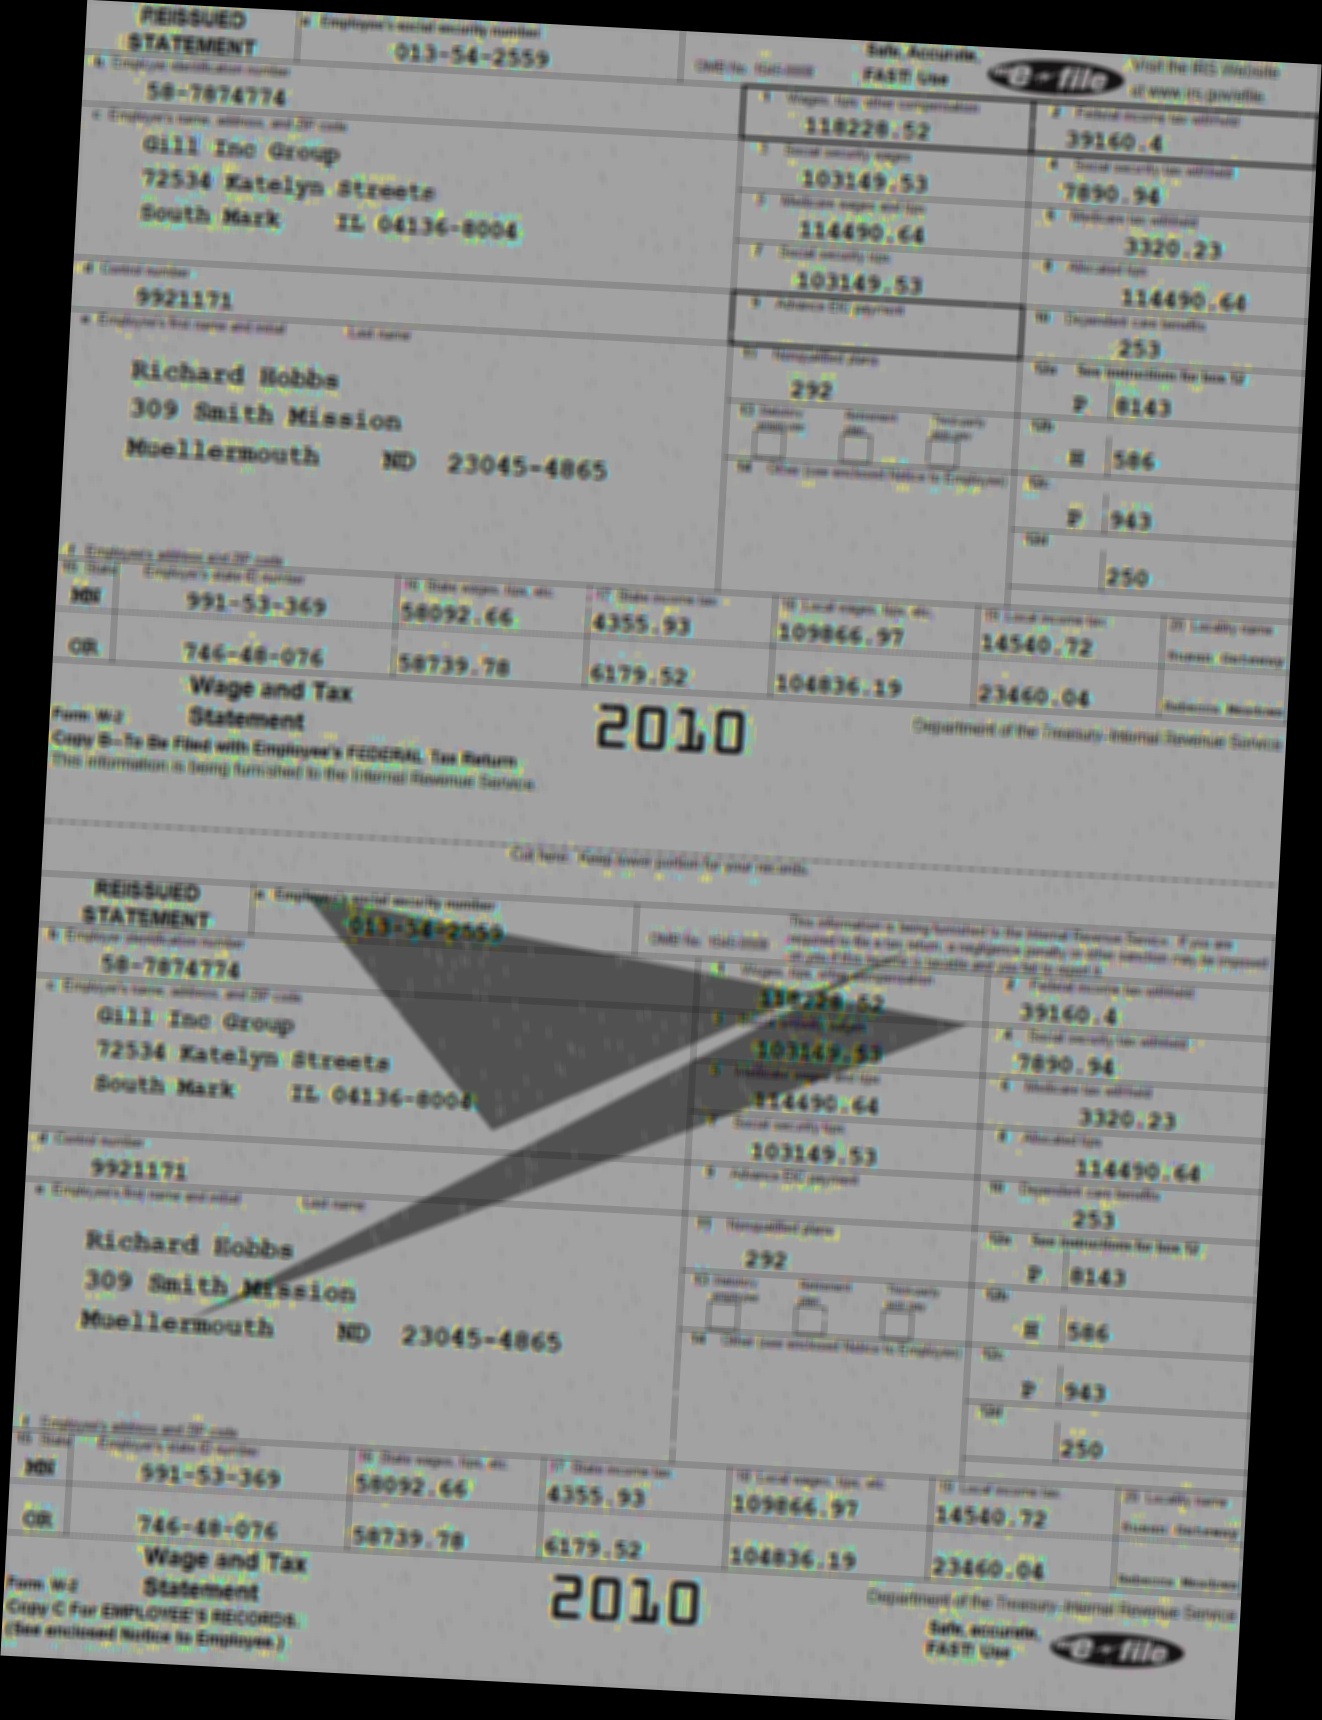 REISSUED STATEMENT
a Employee's social security number
013-54-2559
OMB No. 1545-0008
Safe, Accurate, FAST! Use
e-file
Visit the IRS Website at www.irs.gov/efile.
b Employer identification number
58-7874774
1 Wages, tips, other compensation
118228.52
2 Federal income tax withheld
39160.4
c Employer's name, address, and ZIP code
Gill Inc Group
72534 Katelyn Streets
South Mark IL 04136-8004
3 Social security wages
103149.53
4 Social security tax withheld
7890.94
5 Medicare wages and tips
114490.64
6 Medicare tax withheld
3320.23
7 Social security tips
103149.53
8 Allocated tips
114490.64
d Control number
9921171
9 Advance EIC payment
10 Dependent care benefits
253
e Employee's first name and initial Last name
Richard Hobbs
309 Smith Mission
Muellermouth ND 23045-4865
11 Nonqualified plans
292
12a See instructions for box 12
P 8143
13 Statutory employee Retirement plan Third-party sick pay
12b
H 586
14 Other (see enclosed Notice to Employee)
12c
P 943
12d
250
f Employee's address and ZIP code
15 State Employer's state ID number
16 State wages, tips, etc.
17 State income tax
18 Local wages, tips, etc.
19 Local income tax
20 Locality name
991-53-369 58092.66 4355.93 109866.97 14540.72
OR 746-48-076 58739.78 6179.52 104836.19 23460.04
Wage and Tax
Statement
Form W-2
2010
Department of the Treasury-Internal Revenue Service
Copy B--To Be Filed with Employee's FEDERAL Tax Return
This information is being furnished to the Internal Revenue Service.
Cut here. Keep lower portion for your records.
REISSUED STATEMENT
a Employee's social security number
013-54-2559
OMB No. 1545-0008
This information is being furnished to the Internal Revenue Service. If you are
required to file a tax return, a negligence penalty or other sanction may be imposed
on you if this income is taxable and you fail to report it.
b Employer identification number
58-7874774
1 Wages, tips, other compensation
118228.52
2 Federal income tax withheld
39160.4
c Employer's name, address, and ZIP code
Gill Inc Group
72534 Katelyn Streets
South Mark IL 04136-8004
103149.53
4 Social security tax withheld
7890.94
5 Medicare wages and tips
114490.64
6 Medicare tax withheld
3320.23
7 Social security tips
103149.53
8 Allocated tips
114490.64
d Control number
9921171
9 Advance EIC payment
10 Dependent care benefits
253
e Employee's first name and initial Last name
Richard Hobbs
309 Smith Mission
Muellermouth ND 23045-4865
11 Nonqualified plans
292
12a See instructions for box 12
P 8143
13 Statutory employee Retirement plan Third-party sick pay
12b
H 586
14 Other (see enclosed Notice to Employee)
12c
P 943
12d
250
f Employee's address and ZIP code
15 State Employer's state ID number
16 State wages, tips, etc.
17 State income tax
18 Local wages, tips, etc.
19 Local income tax
20 Locality name
991-53-369 58092.66 4355.93 109866.97 14540.72
OR 746-48-076 58739.78 6179.52 104836.19 23460.04
Wage and Tax
Statement
Form W-2
2010
Department of the Treasury-Internal Revenue Service
Copy C For EMPLOYEE'S RECORDS.
(See enclosed Notice to Employee.)
Safe, accurate, FAST! Use
e-file